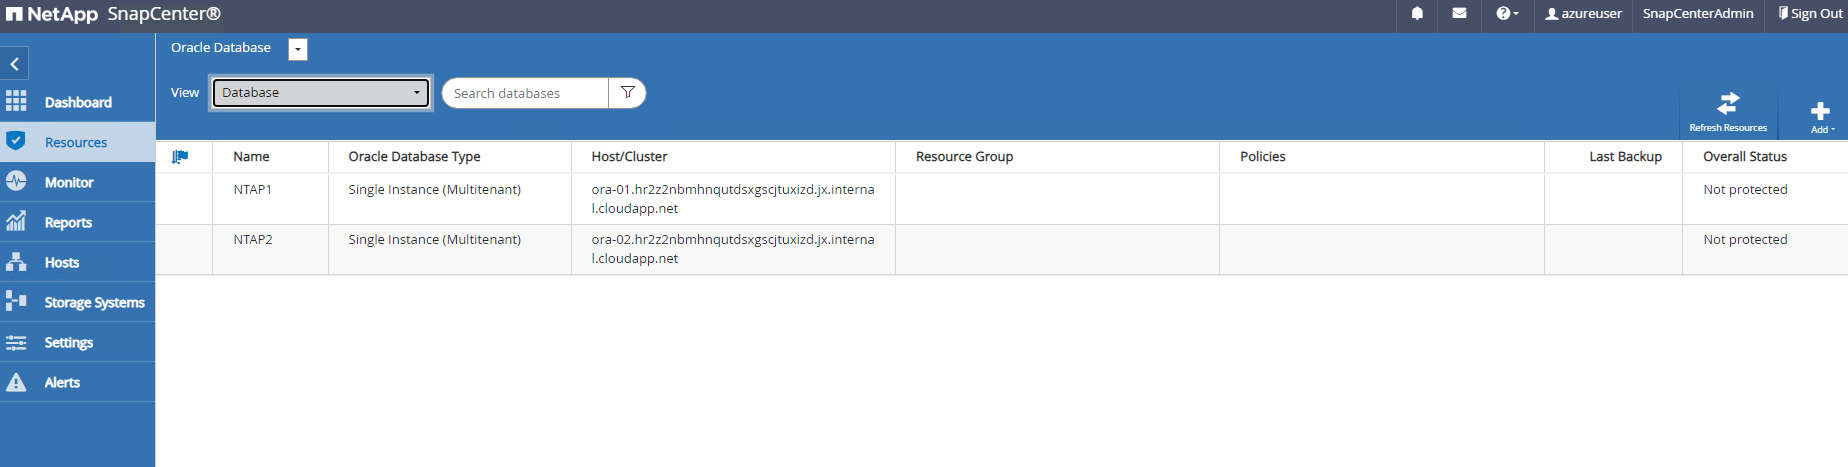 NetApp SnapCenter®
azureuser
SnapCenterAdmin
Sign Out
Oracle Database
View
Database
Search databases
Refresh Resources
Add
Dashboard
Resources
Monitor
Reports
Hosts
Storage Systems
Settings
Alerts
Name
Oracle Database Type
Host/Cluster
Resource Group
Policies
Last Backup
Overall Status
NTAP1
Single Instance (Multitenant)
ora-01.hr2z2nbmhnqutdsxgscjtuxizd.jx.interna
l.cloudapp.net
Not protected
NTAP2
Single Instance (Multitenant)
ora-02.hr2z2nbmhnqutdsxgscjtuxizd.jx.interna
l.cloudapp.net
Not protected